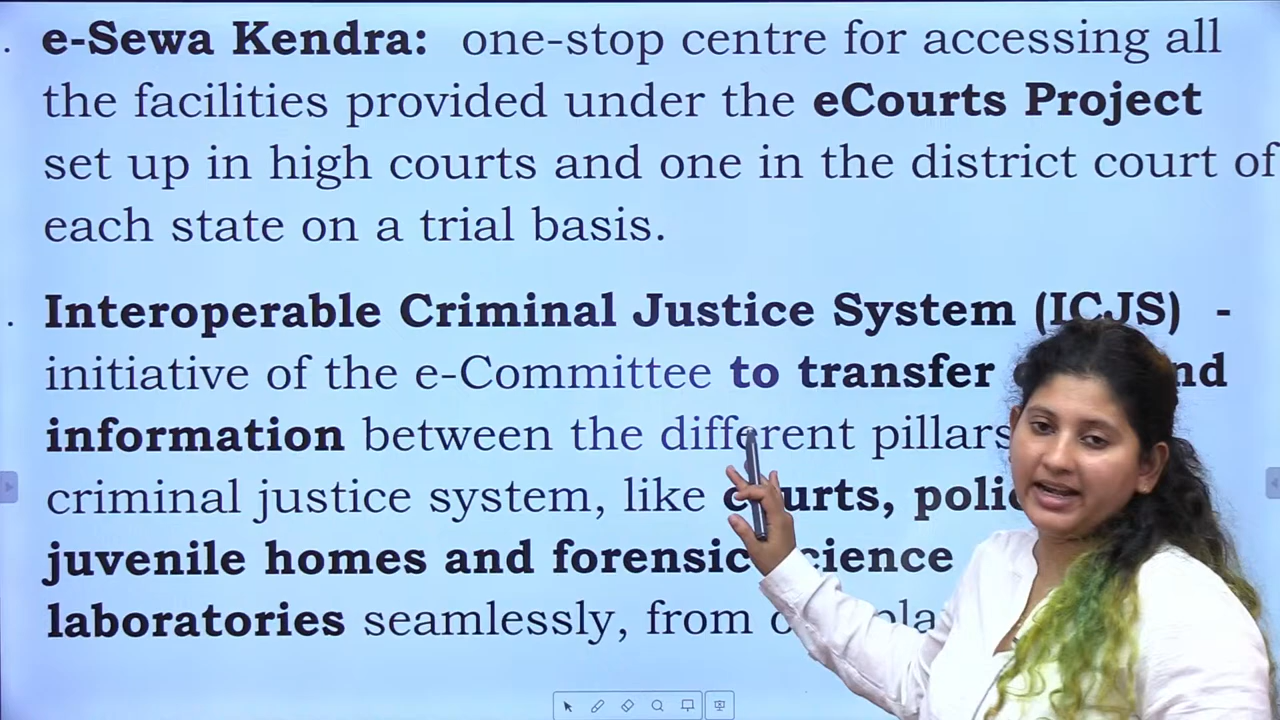 . e-Sewa Kendra: one-stop centre for accessing all
the facilities provided under the eCourts Project
set up in high courts and one in the district court of
each state on a trial basis.
. Interoperable Criminal Justice System (ICJS) -
initiative of the e-Committee to transfer
information between the different pillars
criminal justice system, like courts,
juvenile homes and forensic science
laboratories seamlessly, from